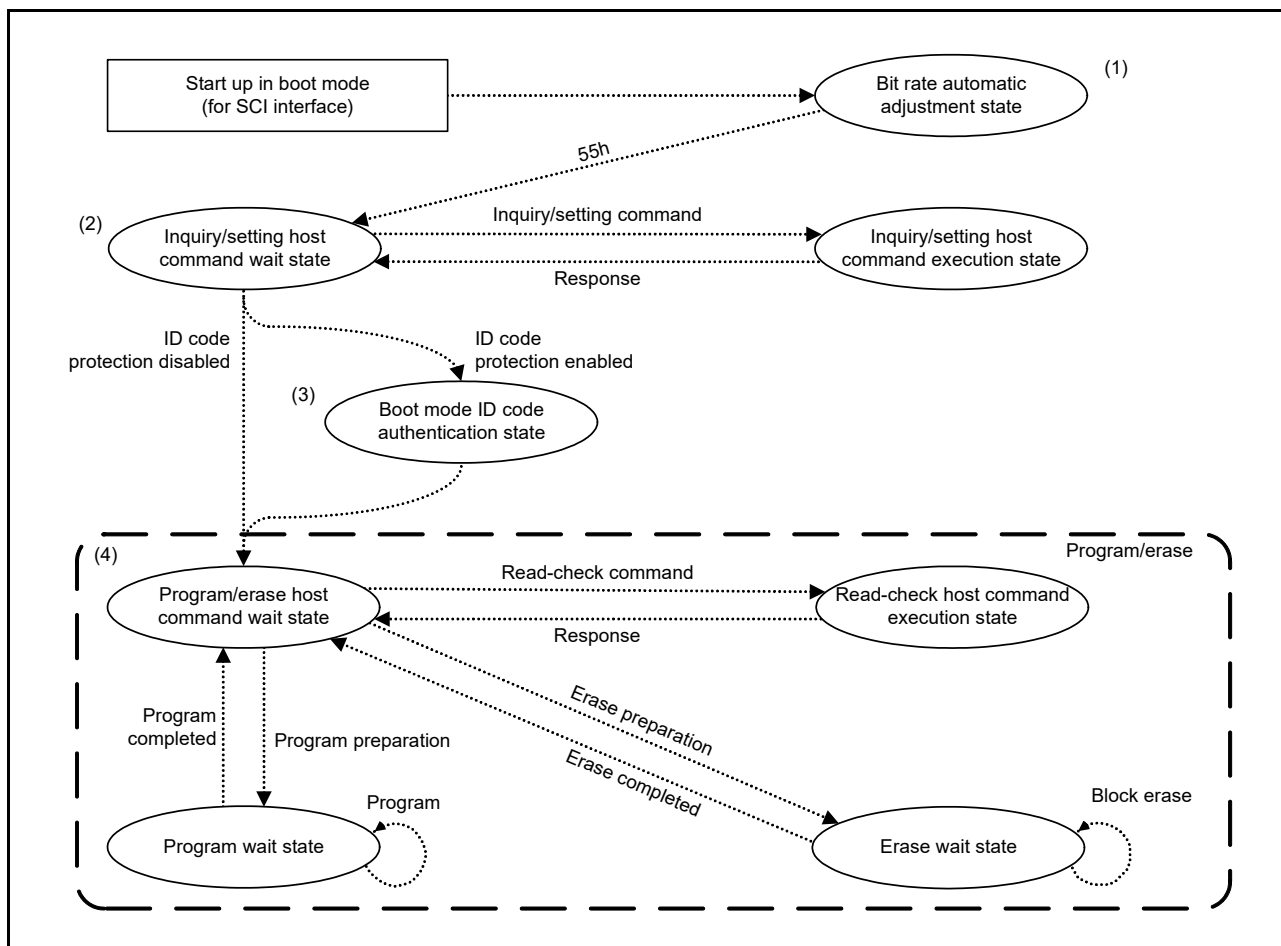 Start up in boot mode
(for SCI interface)
(1)
Bit rate automatic
adjustment state
55h
(2)
Inquiry/setting host
command wait state
Inquiry/setting command
Response
Inquiry/setting host
command execution state
ID code
protection disabled
ID code
protection enabled
(3)
Boot mode ID code
authentication state
(4)
Program/erase
Program/erase host
command wait state
Read-check command
Response
Read-check host command
execution state
Program
completed
Program preparation
Erase preparation
Erase completed
Program
Block erase
Program wait state
Erase wait state